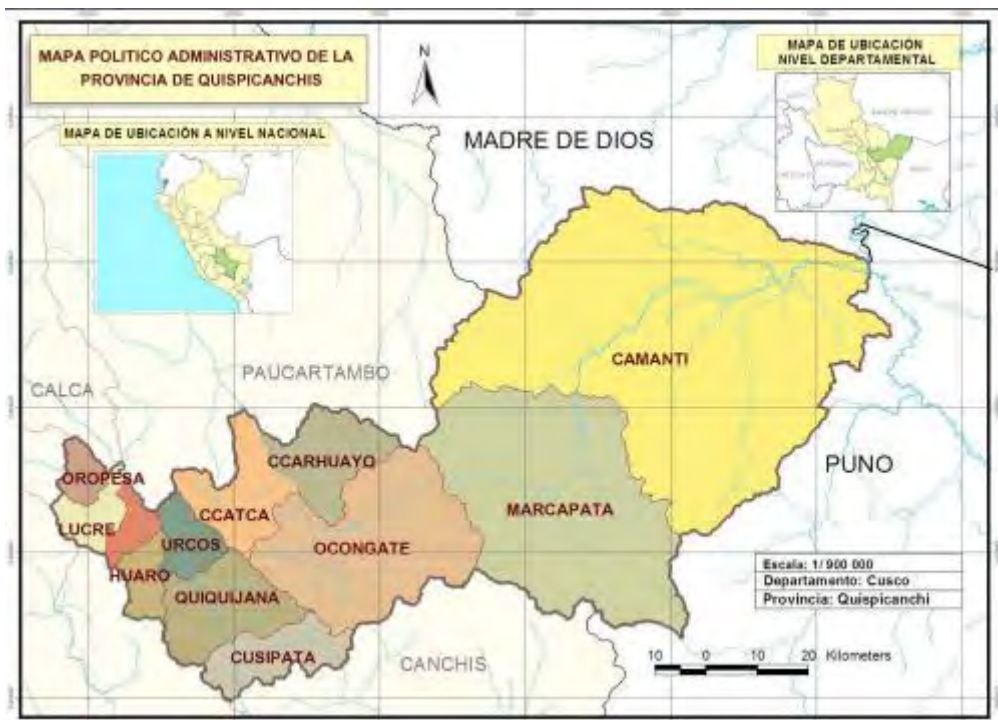 MAPA POLITICO ADMINISTRATIVO DE LA
PROVINCIA DE QUISPICANCHIS
N
MAPA DE UBICACIÓN
NIVEL DEPARTAMENTAL
MAPA DE UBICACIÓN A NIVEL NACIONAL
MADRE DE DIOS
CAMANTI
PAUCARTAMBO
CALCA
CCARHUAYO
PUNO
OROPESA
CCATCA
MARCAPATA
LUCRE
URCOS
OCONGATE
HUARO
QUIQUIJANA
Escala: 1/ 900 000
Departamento: Cusco
Provincia: Quispicanchi
CUSIPATA
CANCHIS
10 0 10 20 Kilometers